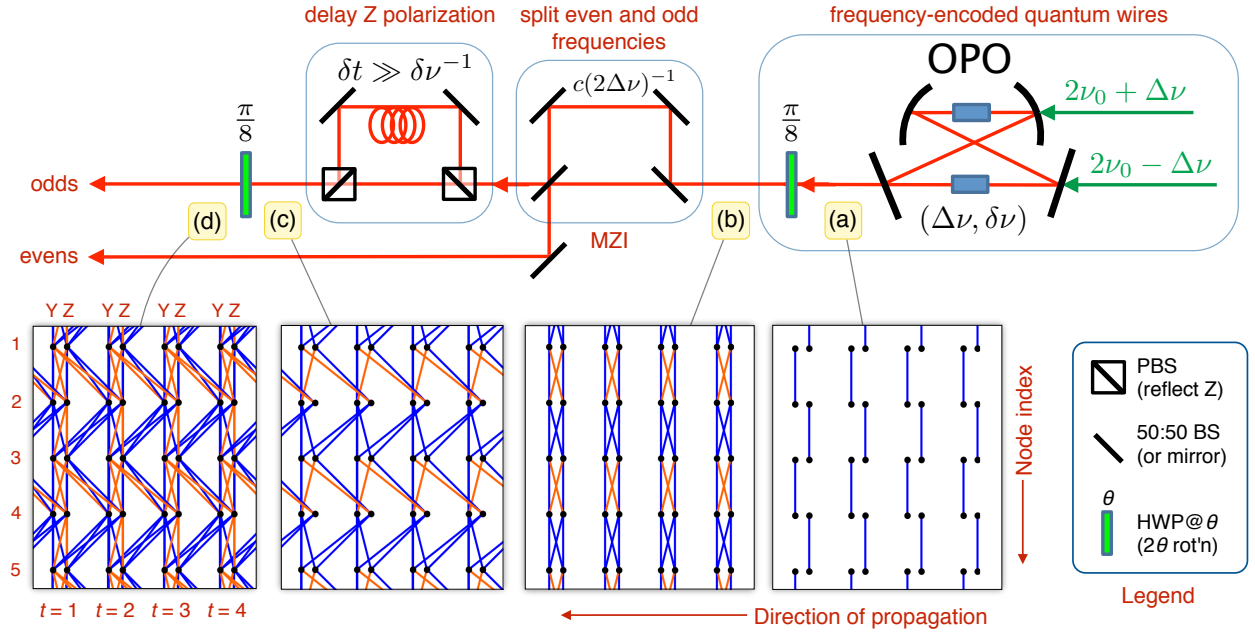 delay Z polarization
split even and odd
frequencies
frequency-encoded quantum wires
δt ≫ δν⁻¹
c(2Δν)⁻¹
OPO
2ν₀ + Δν
π/8
π/8
odds
2ν₀ − Δν
(d)
(c)
MZI
(b)
(a)
(Δν, δν)
evens
Y Z Y Z Y Z Y Z
1
2
3
4
5
t = 1 t = 2 t = 3 t = 4
Direction of propagation
Node index
PBS
(reflect Z)
50:50 BS
(or mirror)
θ
HWP@θ
(2θ rot'n)
Legend